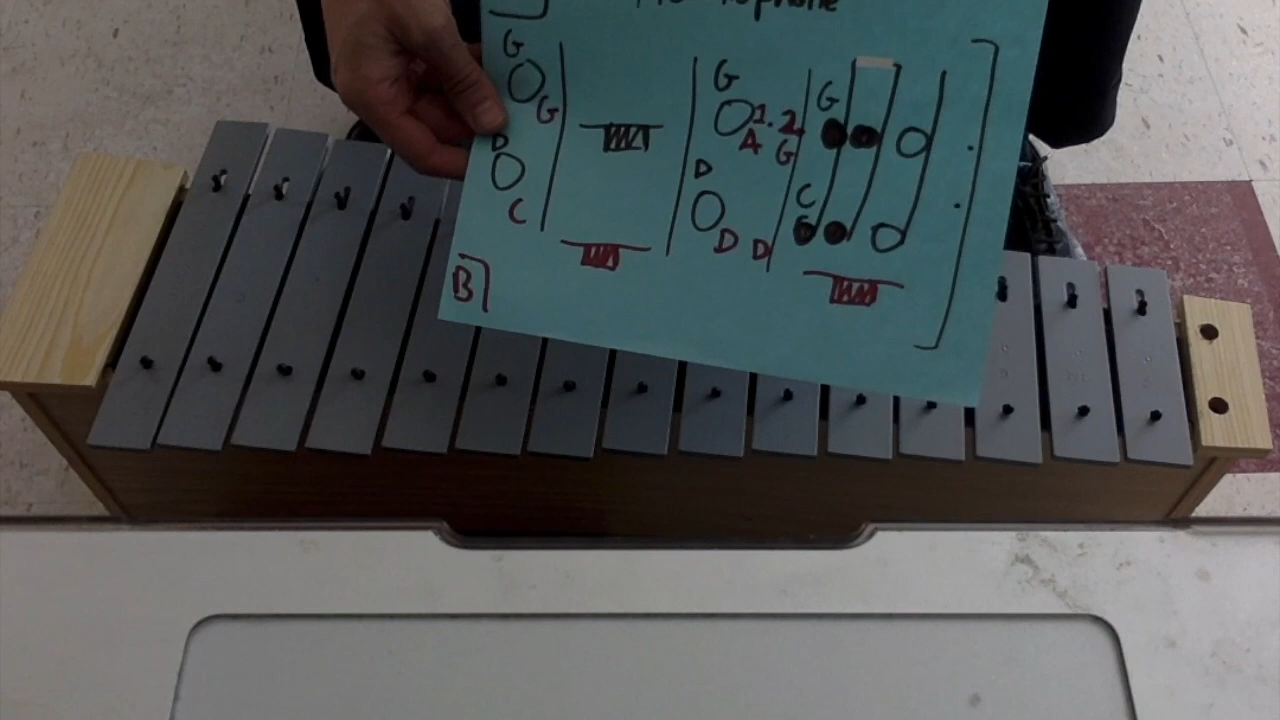 G G G
G 1. 2.
A G
D D C
C D D
B